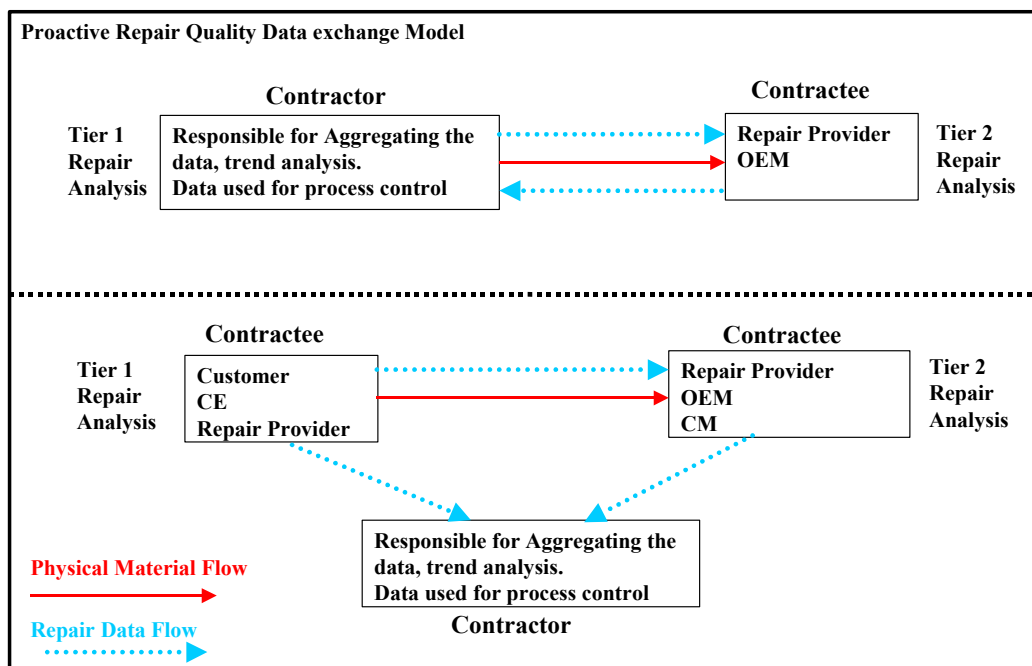 Proactive Repair Quality Data exchange Model
Contractor
Contractee
Tier 1
Repair
Analysis
Responsible for Aggregating the
data, trend analysis.
Data used for process control
Repair Provider
OEM
Tier 2
Repair
Analysis
Contractee
Contractee
Tier 1
Repair
Analysis
Customer
CE
Repair Provider
Repair Provider
OEM
CM
Tier 2
Repair
Analysis
Responsible for Aggregating the
data, trend analysis.
Data used for process control
Contractor
Physical Material Flow
Repair Data Flow